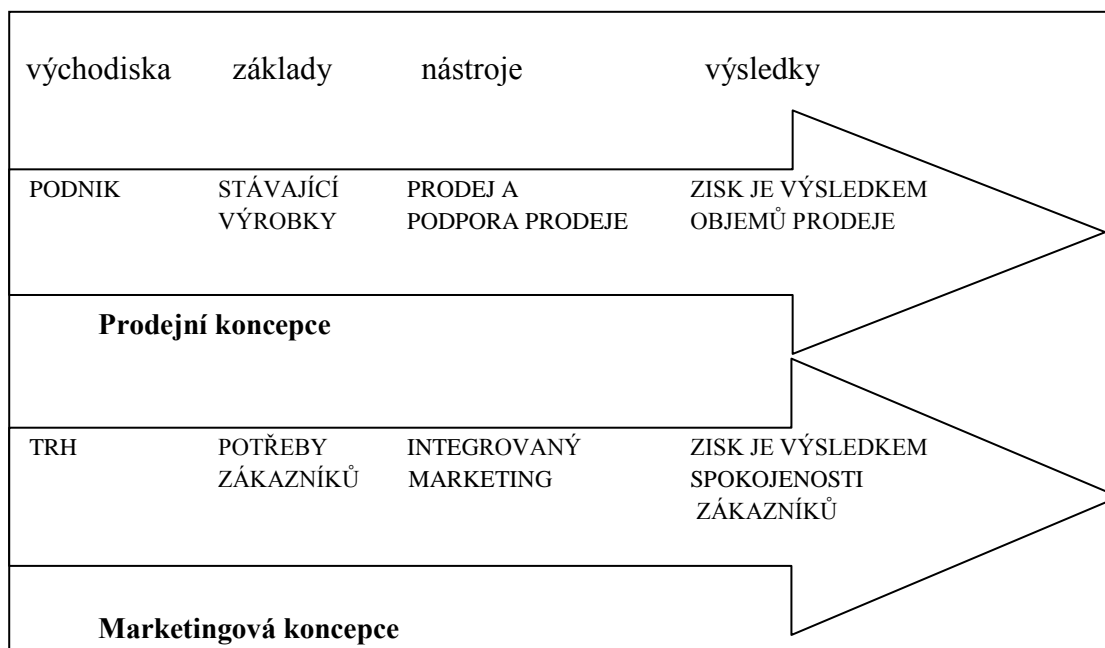 východiska základy nástroje výsledky
PODNIK STÁVAJÍCÍ PRODEJ A ZISK JE VÝSLEDKEM
VÝROBKY PODPORA PRODEJE OBJEMŮ PRODEJE
Prodejní koncepce
TRH POTŘEBY INTEGROVANÝ ZISK JE VÝSLEDKEM
ZÁKAZNÍKŮ MARKETING SPOKOJENOSTI
ZÁKAZNÍKŮ
Marketingová koncepce